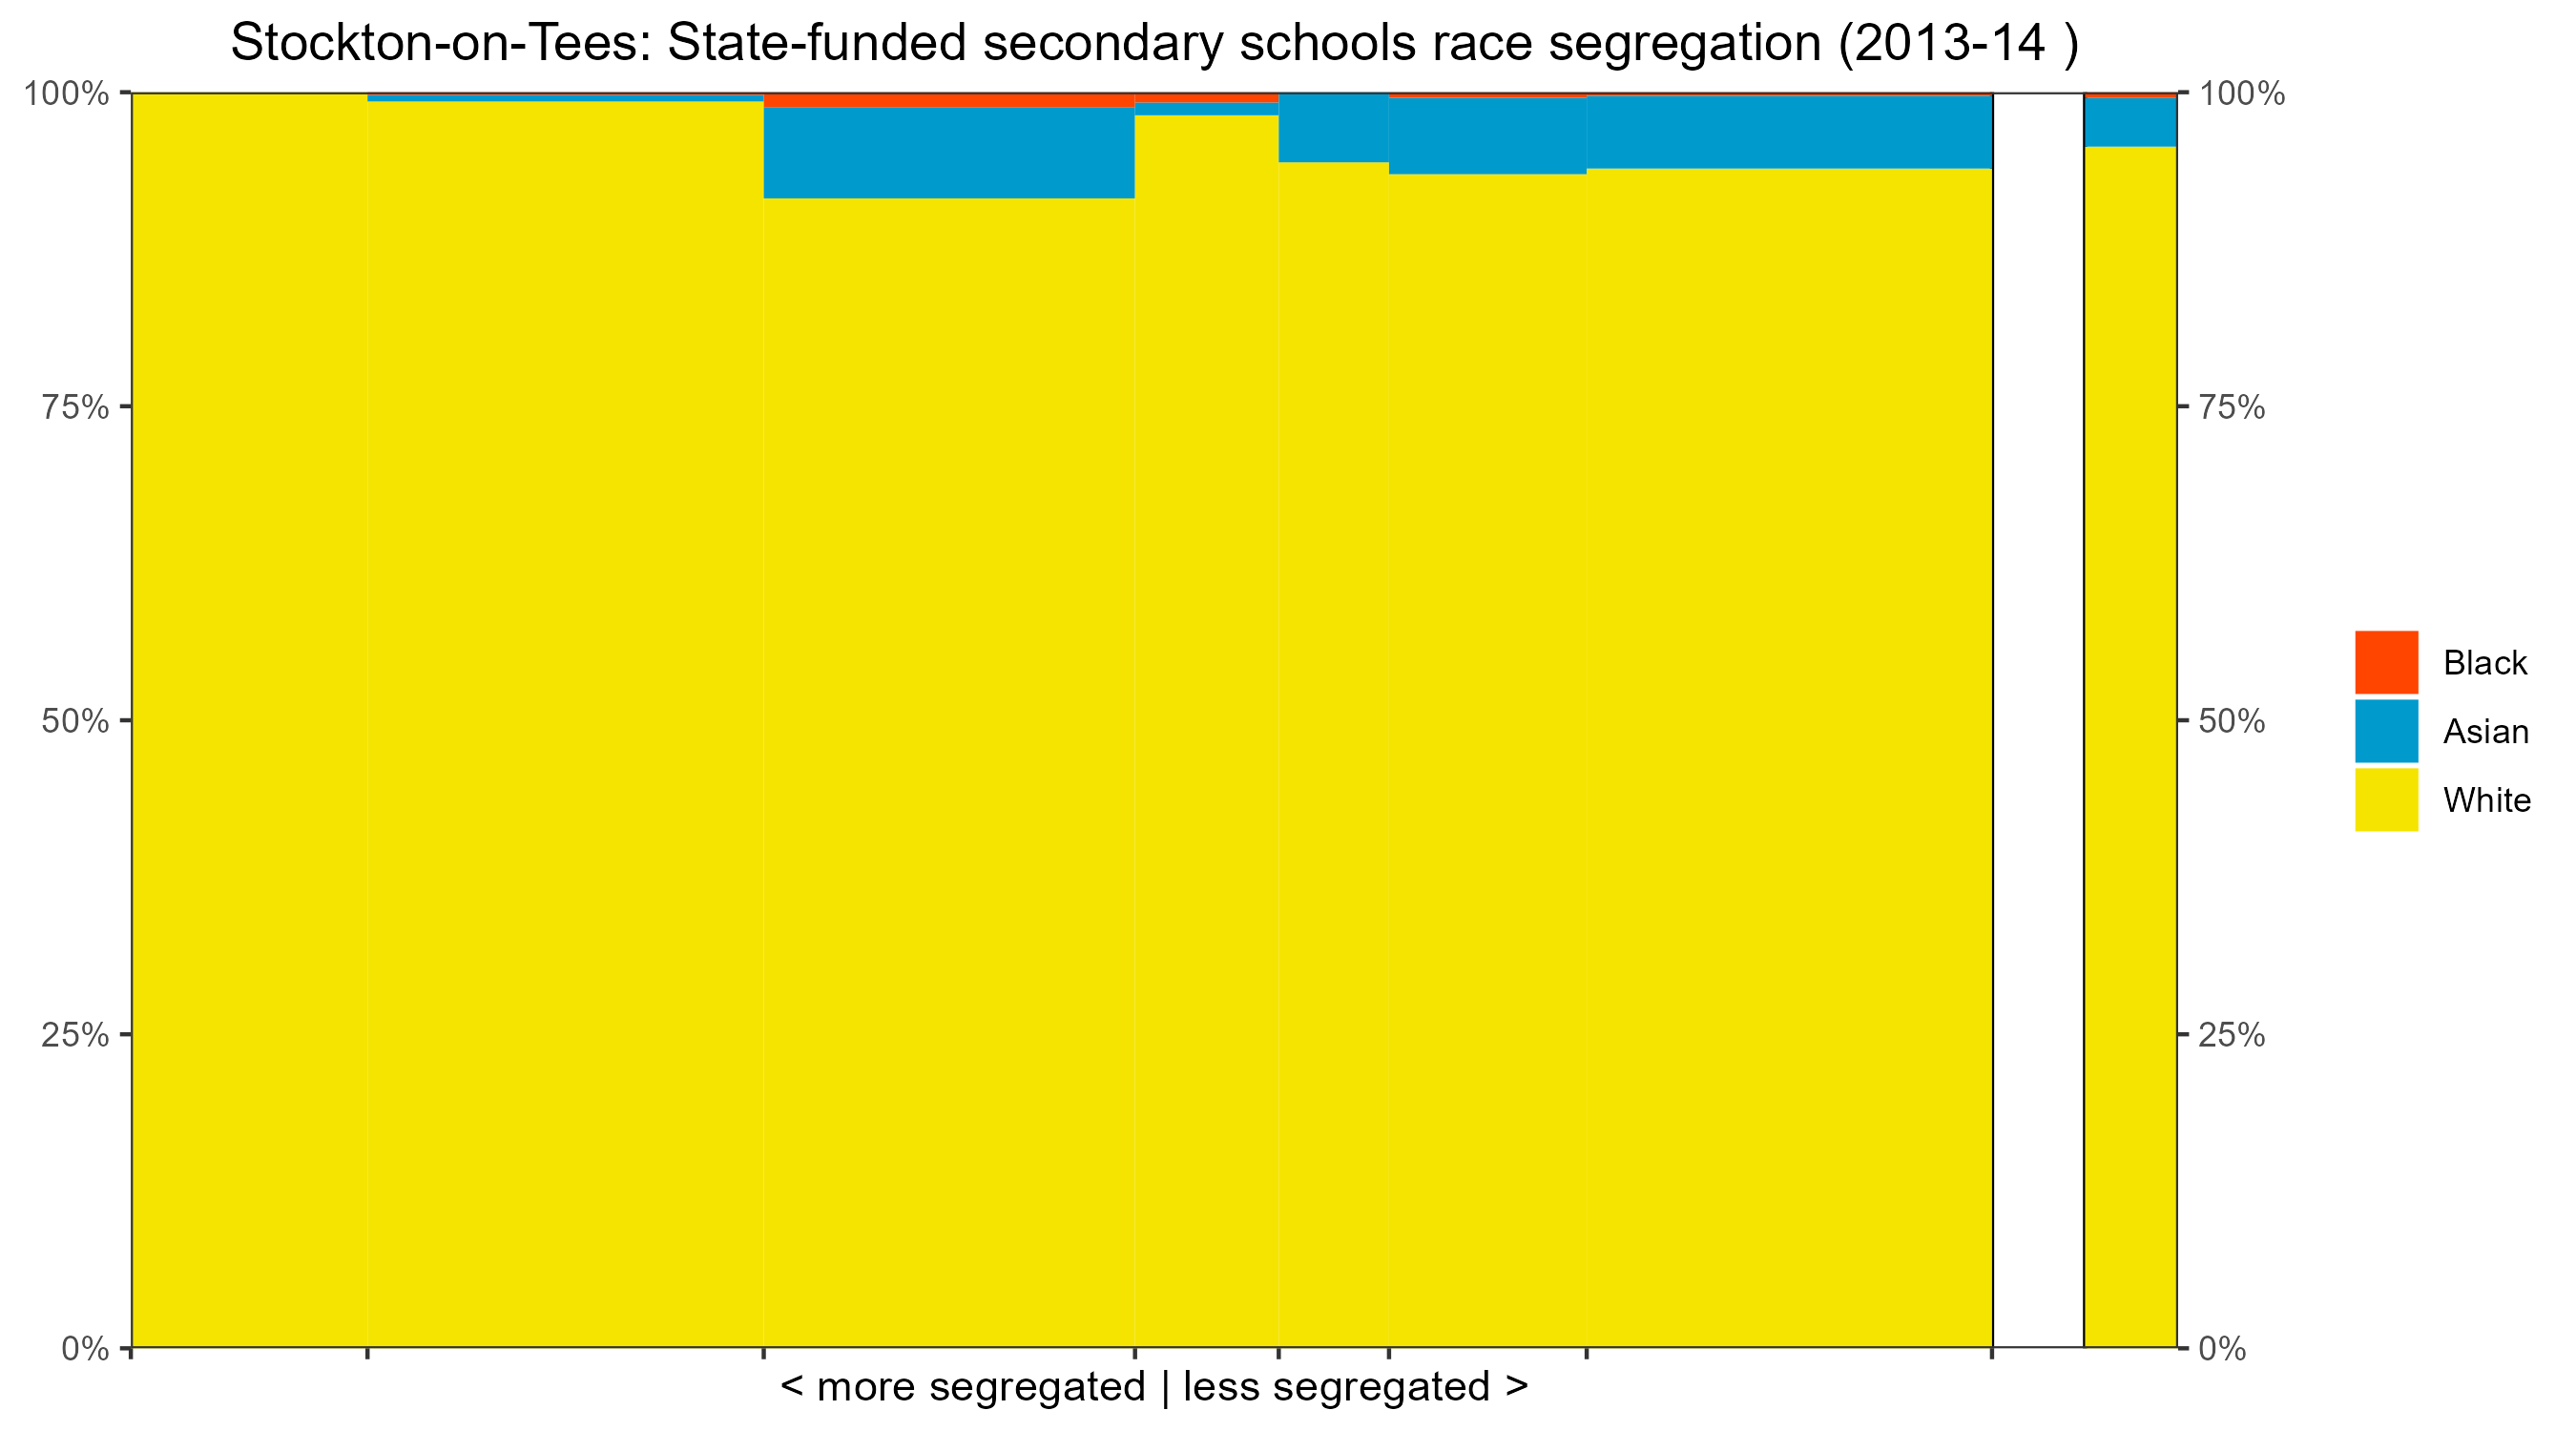 Stockton-on-Tees: State-funded secondary schools race segregation (2013-14 )
100%
75%
50%
25%
0%
100%
75%
50%
25%
0%
Black
Asian
White
< more segregated | less segregated >